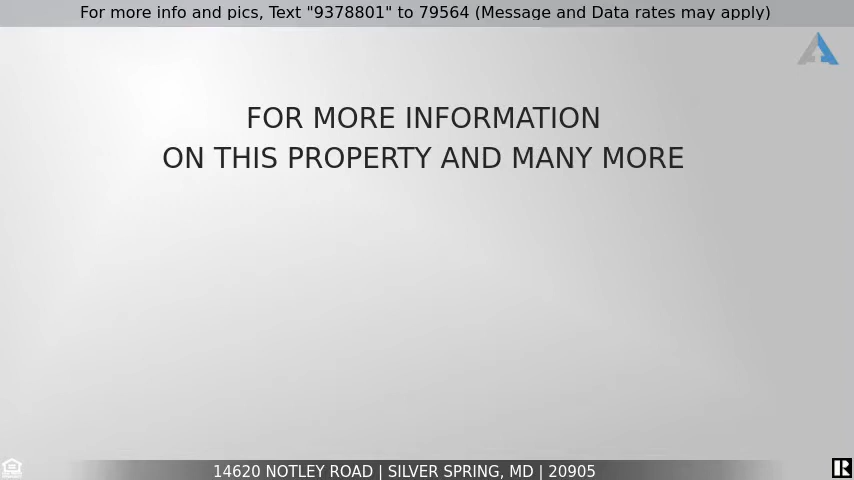 For more info and pics, Text "9378801" to 79564 (Message and Data rates may apply)
FOR MORE INFORMATION
ON THIS PROPERTY AND MANY MORE
14620 NOTLEY ROAD | SILVER SPRING, MD | 20905